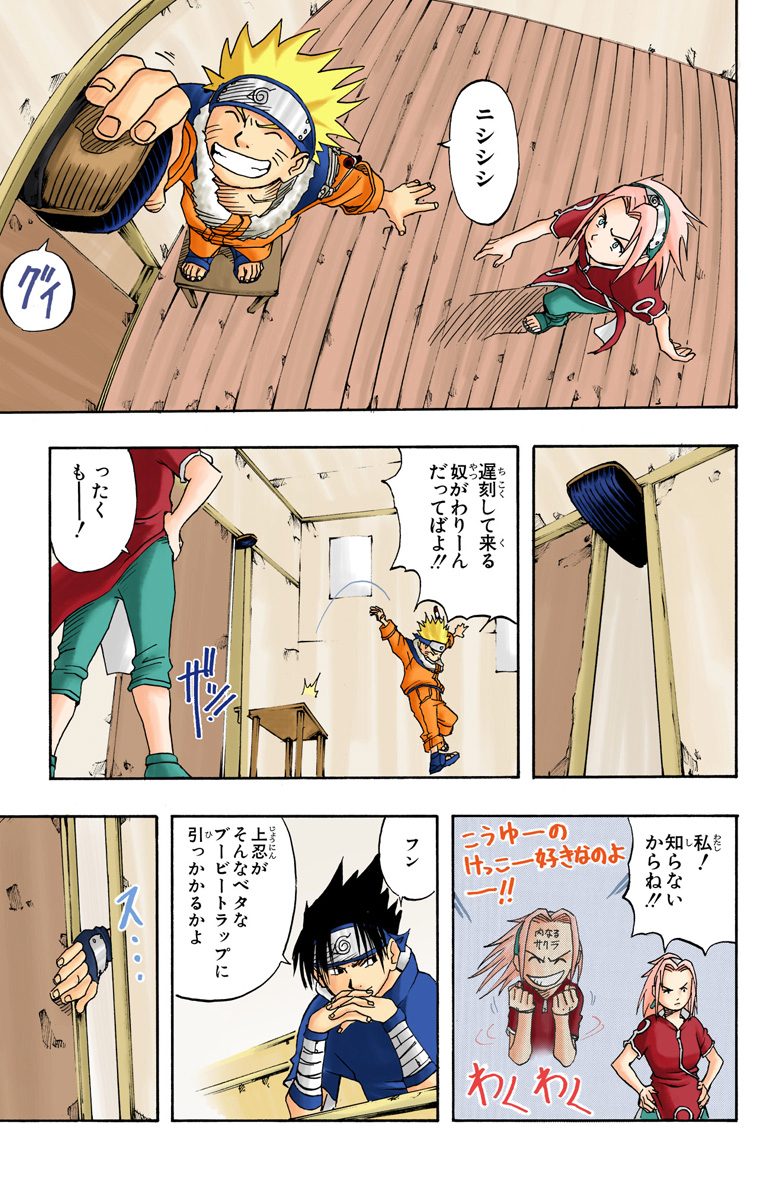 ニシシシ
グイ
遅刻して来る
奴がわりーん
だってばよ!!
ったく
もー!
ザッ!
私!
知らない
からね!!
こうゆーの
けっこー好きなのよ
ー!!
内なる
サクラ
わくわく
フン
上忍が
そんなベタな
ブービートラップに
引っかかるかよ
ス…